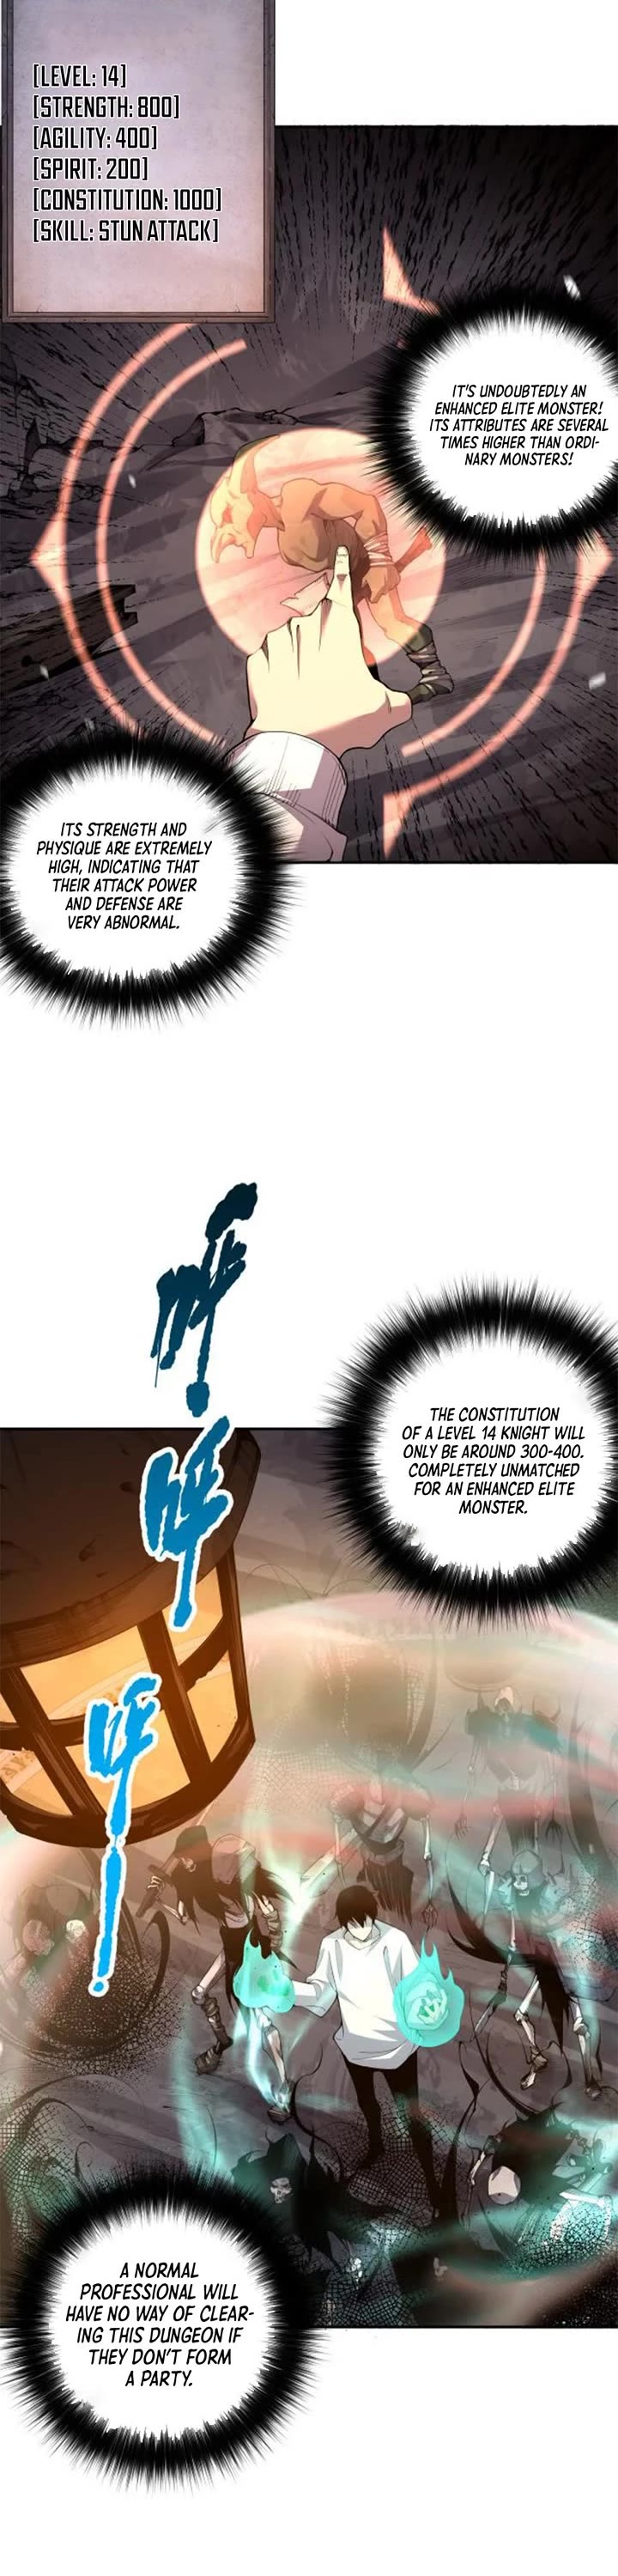 [LEVEL: 14]
[STRENGTH: 800]
[AGILITY: 400]
[SPIRIT: 200]
[CONSTITUTION: 1000]
[SKILL: STUN ATTACK]
IT'S UNDOUBTEDLY AN
ENHANCED ELITE MONSTER!
ITS ATTRIBUTES ARE SEVERAL
TIMES HIGHER THAN ORDI-
NARY MONSTERS!
ITS STRENGTH AND
PHYSIQUE ARE EXTREMELY
HIGH, INDICATING THAT
THEIR ATTACK POWER
AND DEFENSE ARE
VERY ABNORMAL.
THE CONSTITUTION
OF A LEVEL 14 KNIGHT WILL
ONLY BE AROUND 300-400.
COMPLETELY UNMATCHED
FOR AN ENHANCED ELITE
MONSTER.
呼
呼
呼
A NORMAL
PROFESSIONAL WILL
HAVE NO WAY OF CLEAR-
ING THIS DUNGEON IF
THEY DON'T FORM
A PARTY.